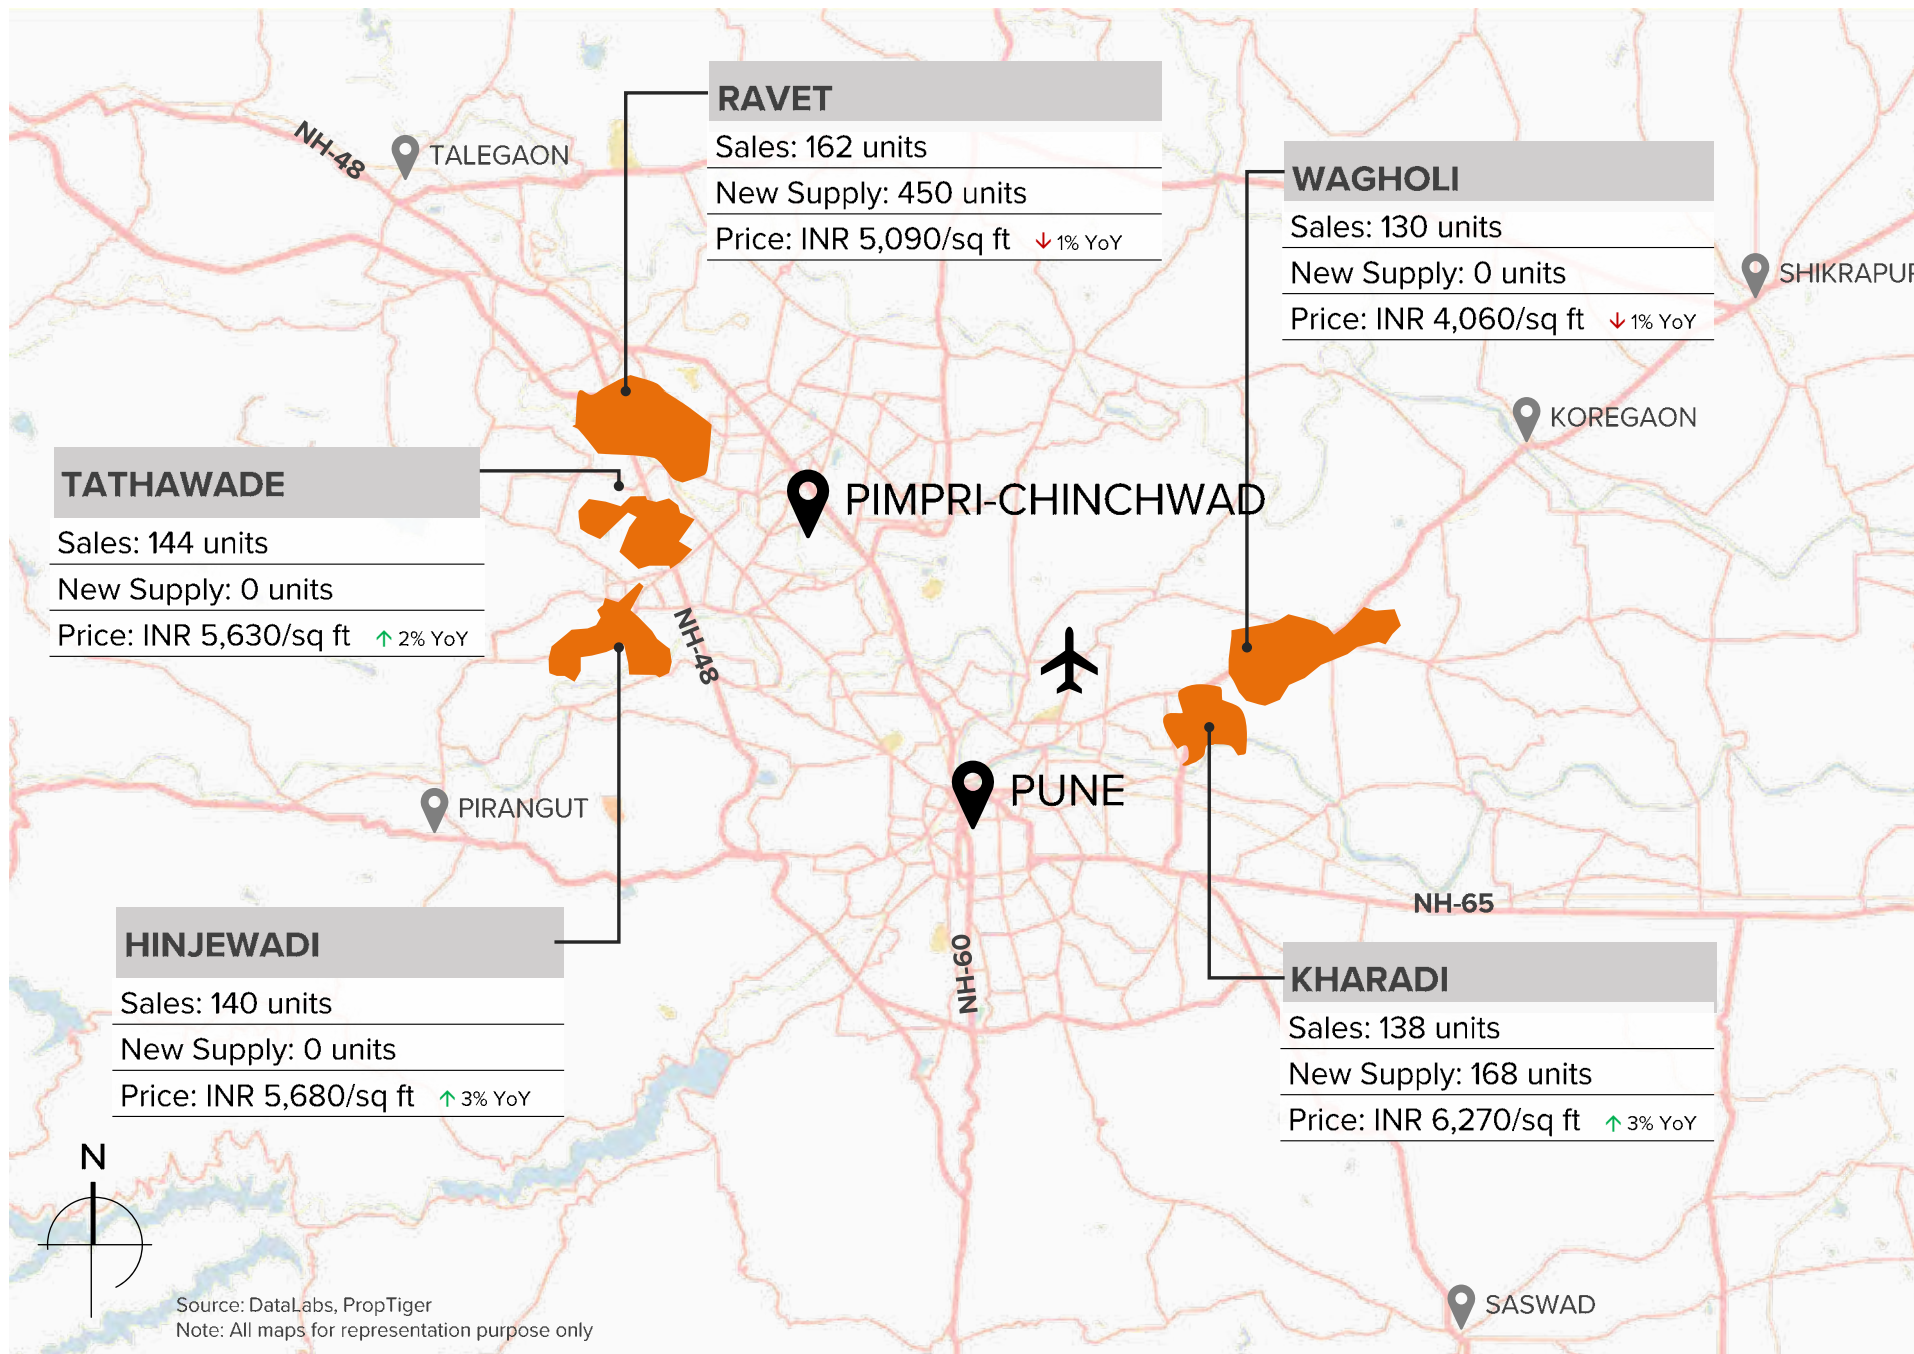 RAVET
Sales: 162 units
New Supply: 450 units
Price: INR 5,090/sq ft ↓ 1% YoY
WAGHOLI
Sales: 130 units
New Supply: 0 units
Price: INR 4,060/sq ft ↓ 1% YoY
NH-48
TALEGAON
SHIKRAPUR
KOREGAON
TATHAWADE
Sales: 144 units
New Supply: 0 units
Price: INR 5,630/sq ft ↑ 2% YoY
PIMPRI-CHINCHWAD
NH-48
PIRANGUT
PUNE
NH-65
NH-60
HINJEWADI
Sales: 140 units
New Supply: 0 units
Price: INR 5,680/sq ft ↑ 3% YoY
KHARADI
Sales: 138 units
New Supply: 168 units
Price: INR 6,270/sq ft ↑ 3% YoY
N
SASWAD
Source: DataLabs, PropTiger
Note: All maps for representation purpose only